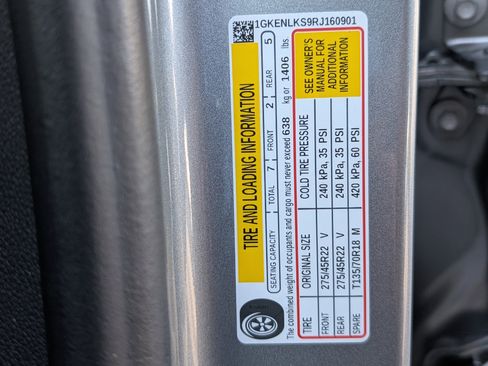 1GKENLKS9RJ160901
TIRE AND LOADING INFORMATION
SEATING CAPACITY TOTAL 7 FRONT 2 REAR 5
The combined weight of occupants and cargo must never exceed 638 kg or 1406 lbs
TIRE ORIGINAL SIZE COLD TIRE PRESSURE
FRONT 275/45R22 V 240 kPa, 35 PSI
REAR 275/45R22 V 240 kPa, 35 PSI
SPARE T135/70R18 M 420 kPa, 60 PSI
SEE OWNER'S
MANUAL FOR
ADDITIONAL
INFORMATION